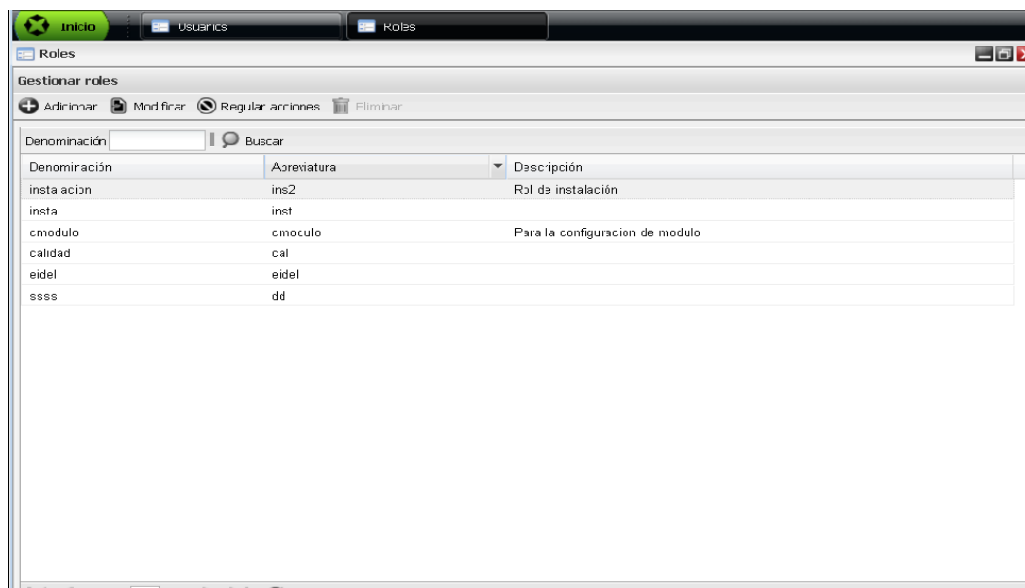 Inicio Usuarios Roles
Roles
Gestionar roles
Adicionar Modificar Regular acciones Eliminar
Denominación Buscar
Denominación Abreviatura Descripción
instalacion ins2 Rol de instalación
insta inst
cmodulo cmoculo Para la configuracion de modulo
calidad cal
eidel eidel
ssss dd